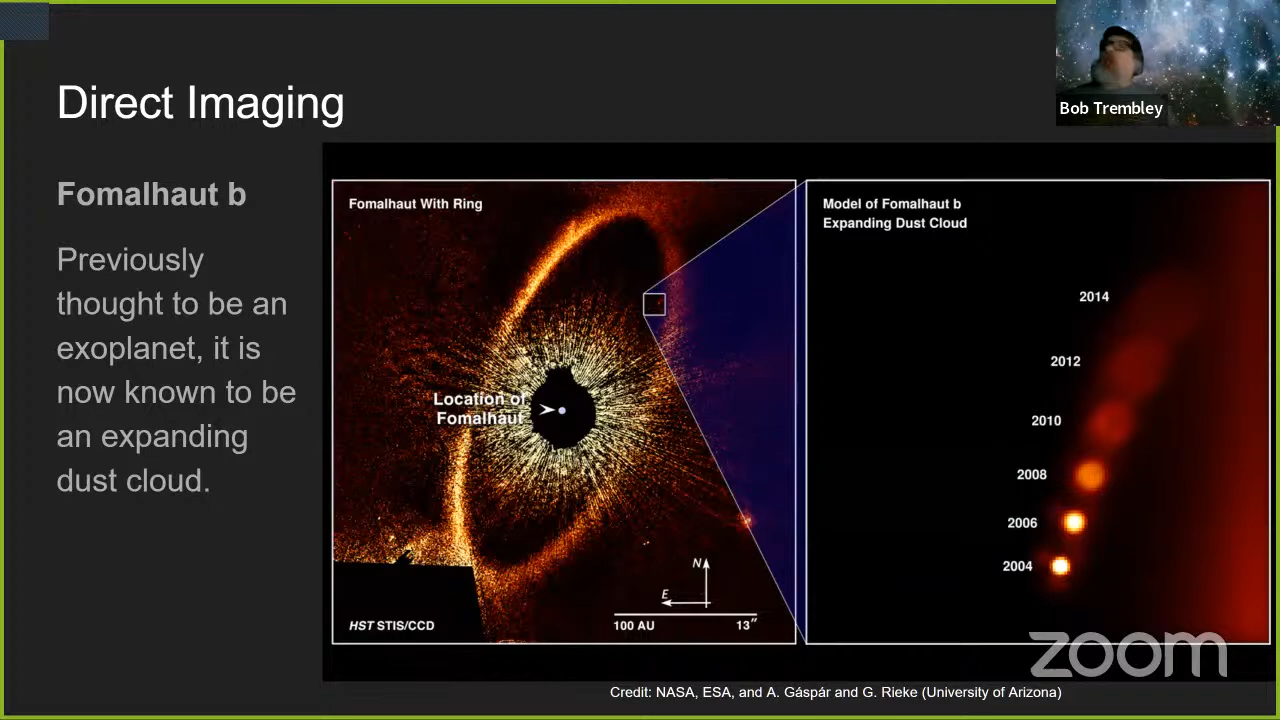 Direct Imaging
Bob Trembley
Fomalhaut b
Previously
thought to be an
exoplanet, it is
now known to be
an expanding
dust cloud.
Fomalhaut With Ring
Location of
Fomalhaut
N
E
100 AU 13"
HST STIS/CCD
Model of Fomalhaut b
Expanding Dust Cloud
2014
2012
2010
2008
2006
2004
zoom
Credit: NASA, ESA, and A. Gáspár and G. Rieke (University of Arizona)